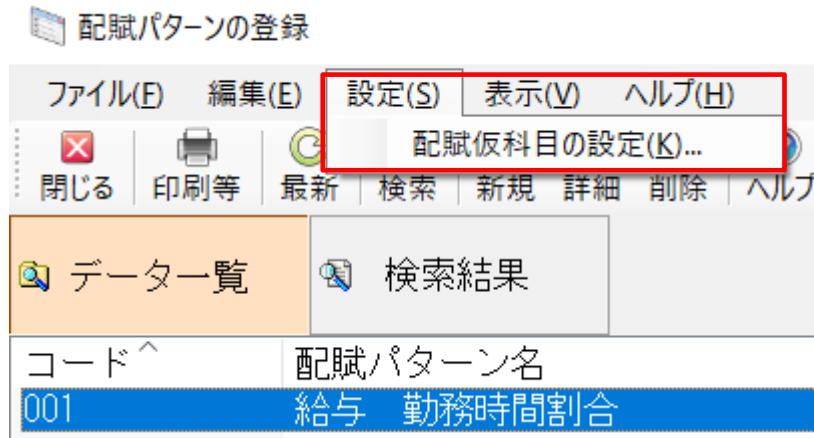 配賦パターンの登録
ファイル(F) 編集(E) 設定(S) 表示(V) ヘルプ(H)
配賦仮科目の設定(K)...
閉じる 印刷等 最新 検索 新規 詳細 削除 ヘルプ
データ一覧 検索結果
コード^ 配賦パターン名
001 給与 勤務時間割合